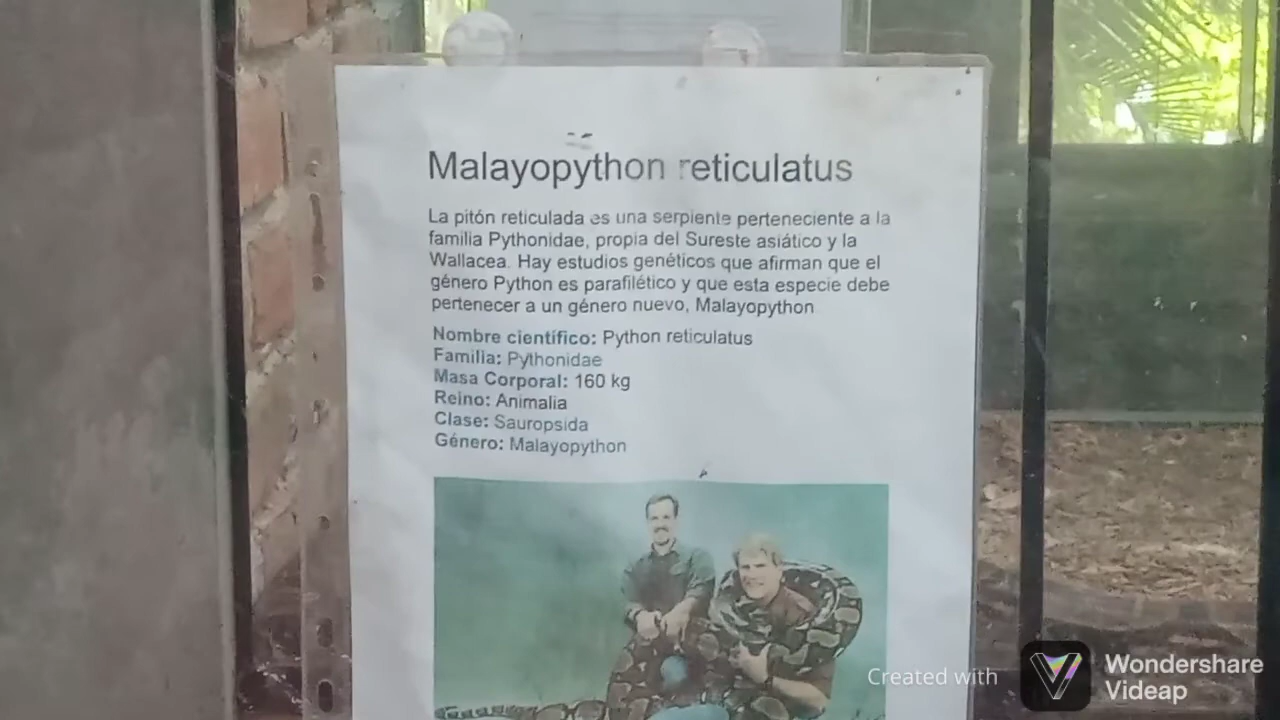 Malayopython reticulatus
La pitón reticulada es una serpiente perteneciente a la
familia Pythonidae, propia del Sureste asiático y la
Wallacea. Hay estudios genéticos que afirman que el
género Python es parafilético y que esta especie debe
pertenecer a un género nuevo, Malayopython
Nombre científico: Python reticulatus
Familia: Pythonidae
Masa Corporal: 160 kg
Reino: Animalia
Clase: Sauropsida
Género: Malayopython
Created with
Wondershare
Videap